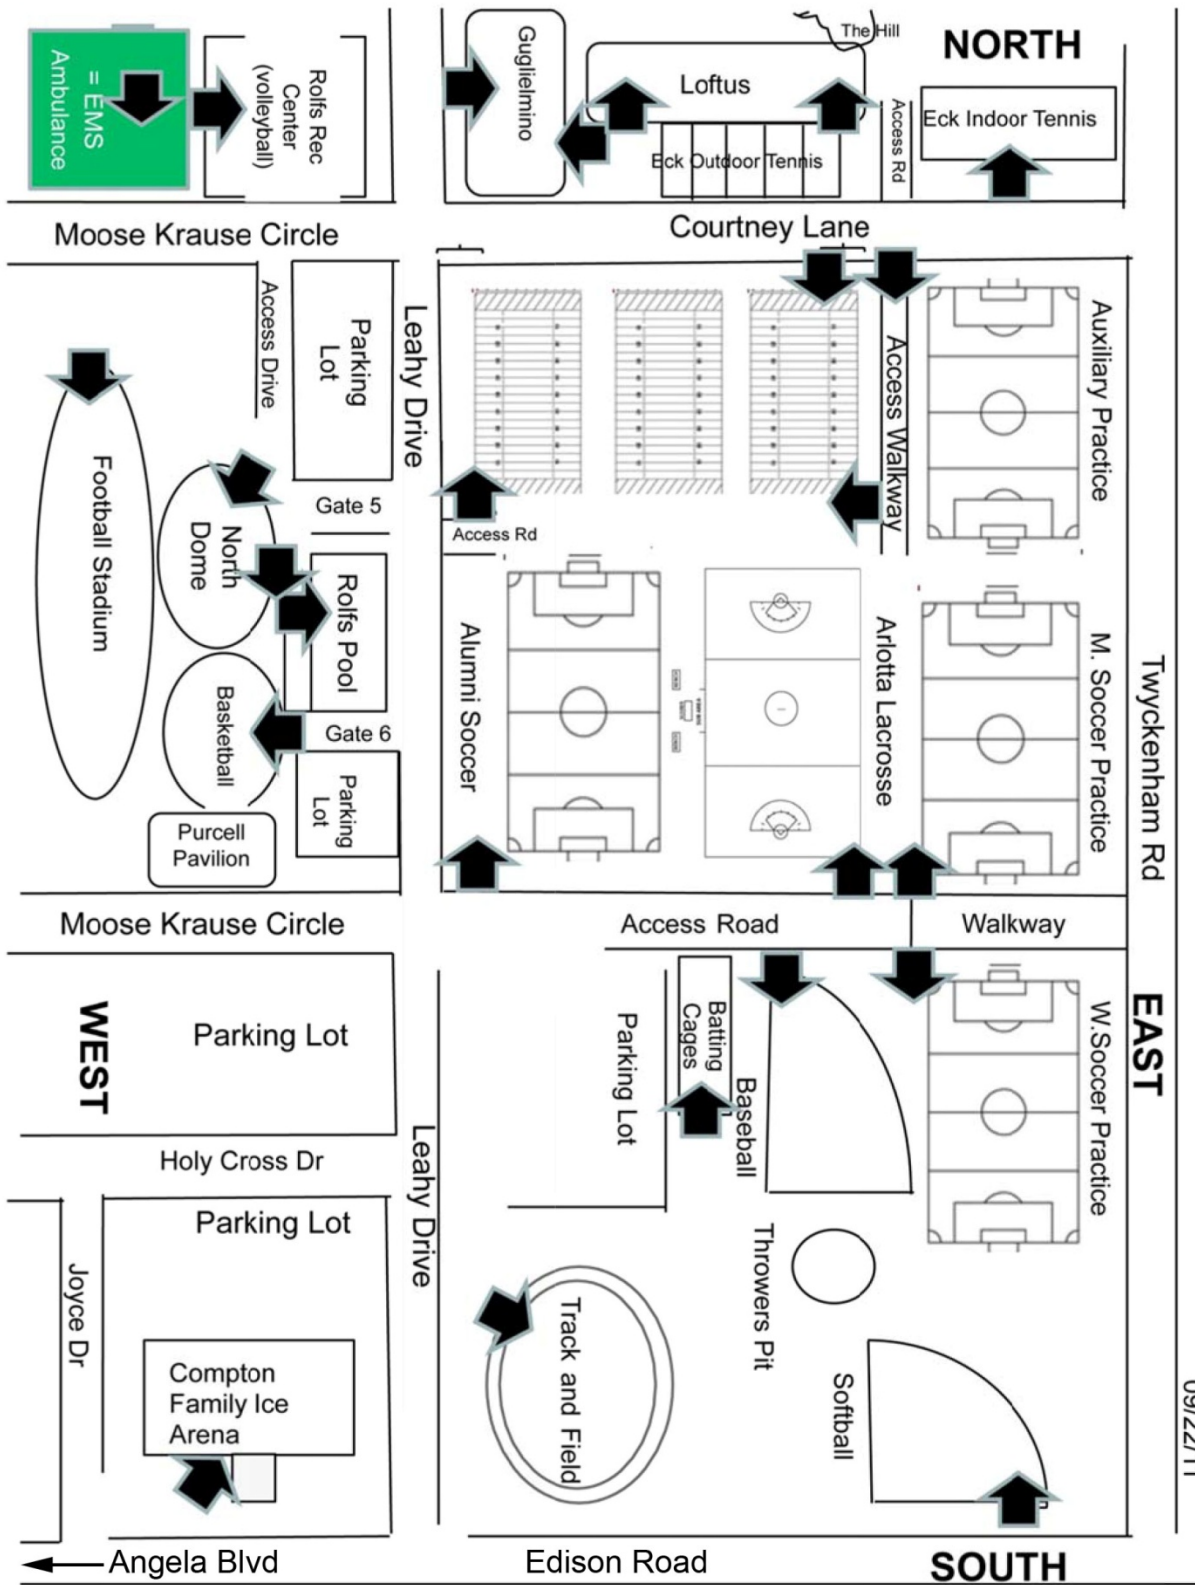 NORTH
The Hill
Guglielmino
Loftus
Eck Outdoor Tennis
Access Rd
Eck Indoor Tennis
= EMS
Ambulance
Rolfs Rec
Center
(volleyball)
Moose Krause Circle
Courtney Lane
Access Drive
Parking
Lot
Leahy Drive
Access Walkway
Auxiliary Practice
Football Stadium
North
Dome
Gate 5
Access Rd
Rolfs Pool
Basketball
Gate 6
Parking
Lot
Purcell
Pavilion
Alumni Soccer
Arlotta Lacrosse
M. Soccer Practice
Twyckenham Rd
Moose Krause Circle
Access Road
Walkway
WEST
Parking Lot
Parking Lot
Batting
Cages
Baseball
W.Soccer Practice
EAST
Holy Cross Dr
Parking Lot
Leahy Drive
Joyce Dr
Compton
Family Ice
Arena
Track and Field
Throwers Pit
Softball
09/22/11
Angela Blvd
Edison Road
SOUTH